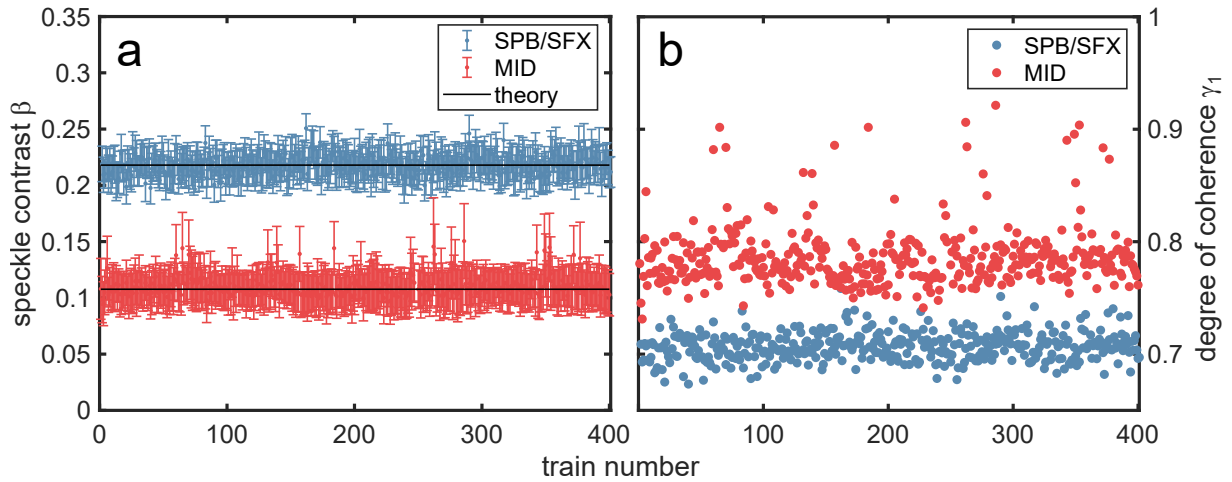 a
0.35
0.3
0.25
0.2
0.15
0.1
0.05
0
speckle contrast β
SPB/SFX
MID
theory
0
100
200
300
400
b
SPB/SFX
MID
1
0.9
0.8
0.7
degree of coherence γ₁
100
200
300
400
train number